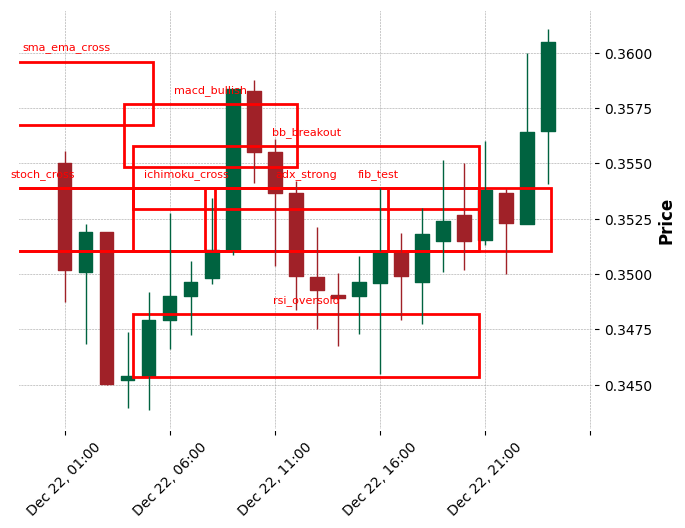 sma_ema_cross
0.3600
macd_bullish
0.3575
bb_breakout
0.3550
stoch_cross
ichimoku_cross
adx_strong
fib_test
0.3525
Price
0.3500
rsi_oversold
0.3475
0.3450
Dec 22, 01:00
Dec 22, 06:00
Dec 22, 11:00
Dec 22, 16:00
Dec 22, 21:00